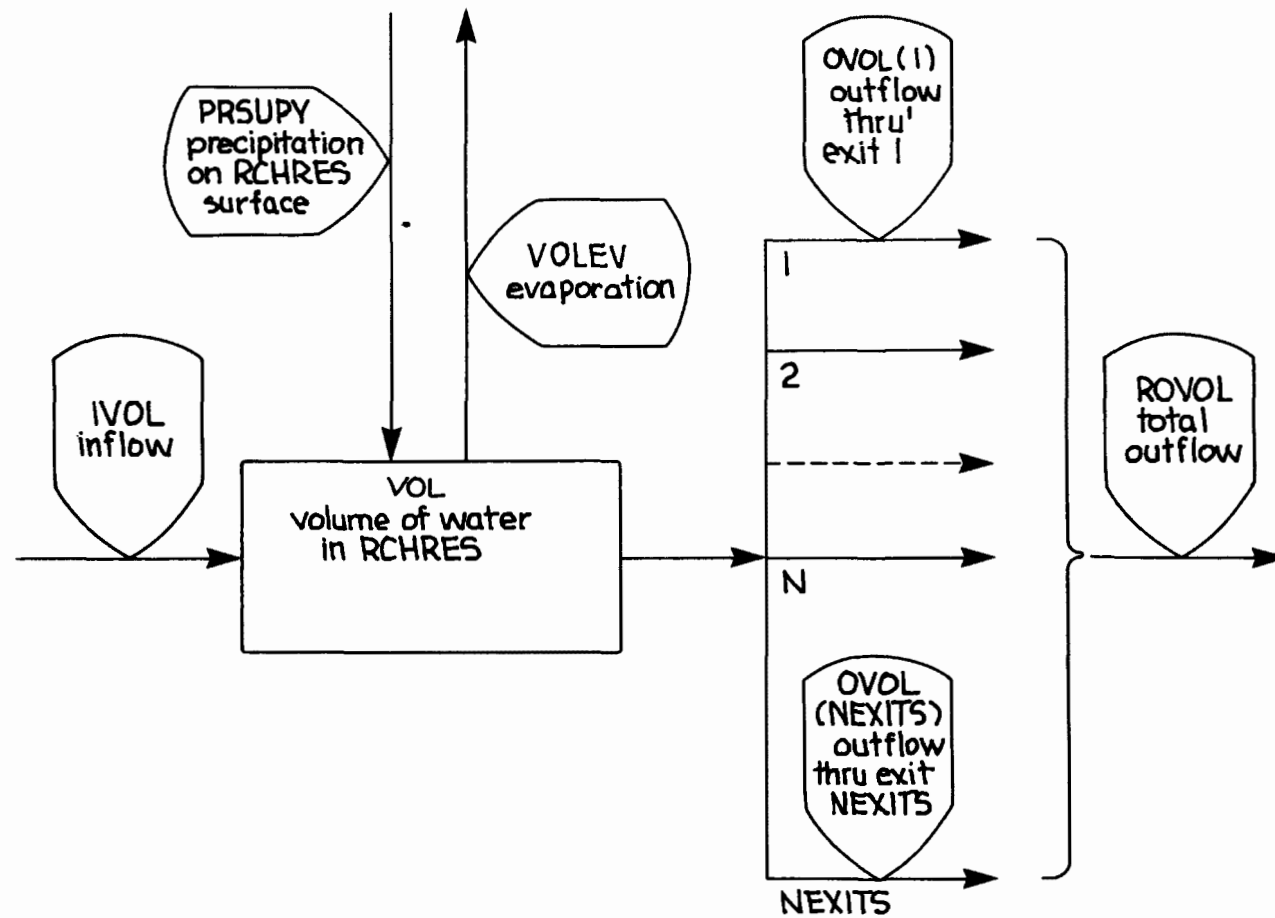 PRSUPY
precipitation
on RCHRES
surface
VOLEV
evaporation
OVOL(1)
outflow
thru'
exit 1
IVOL
inflow
VOL
volume of water
in RCHRES
1
2
N
OVOL
(NEXITS)
outflow
thru exit
NEXITS
NEXITS
ROVOL
total
outflow